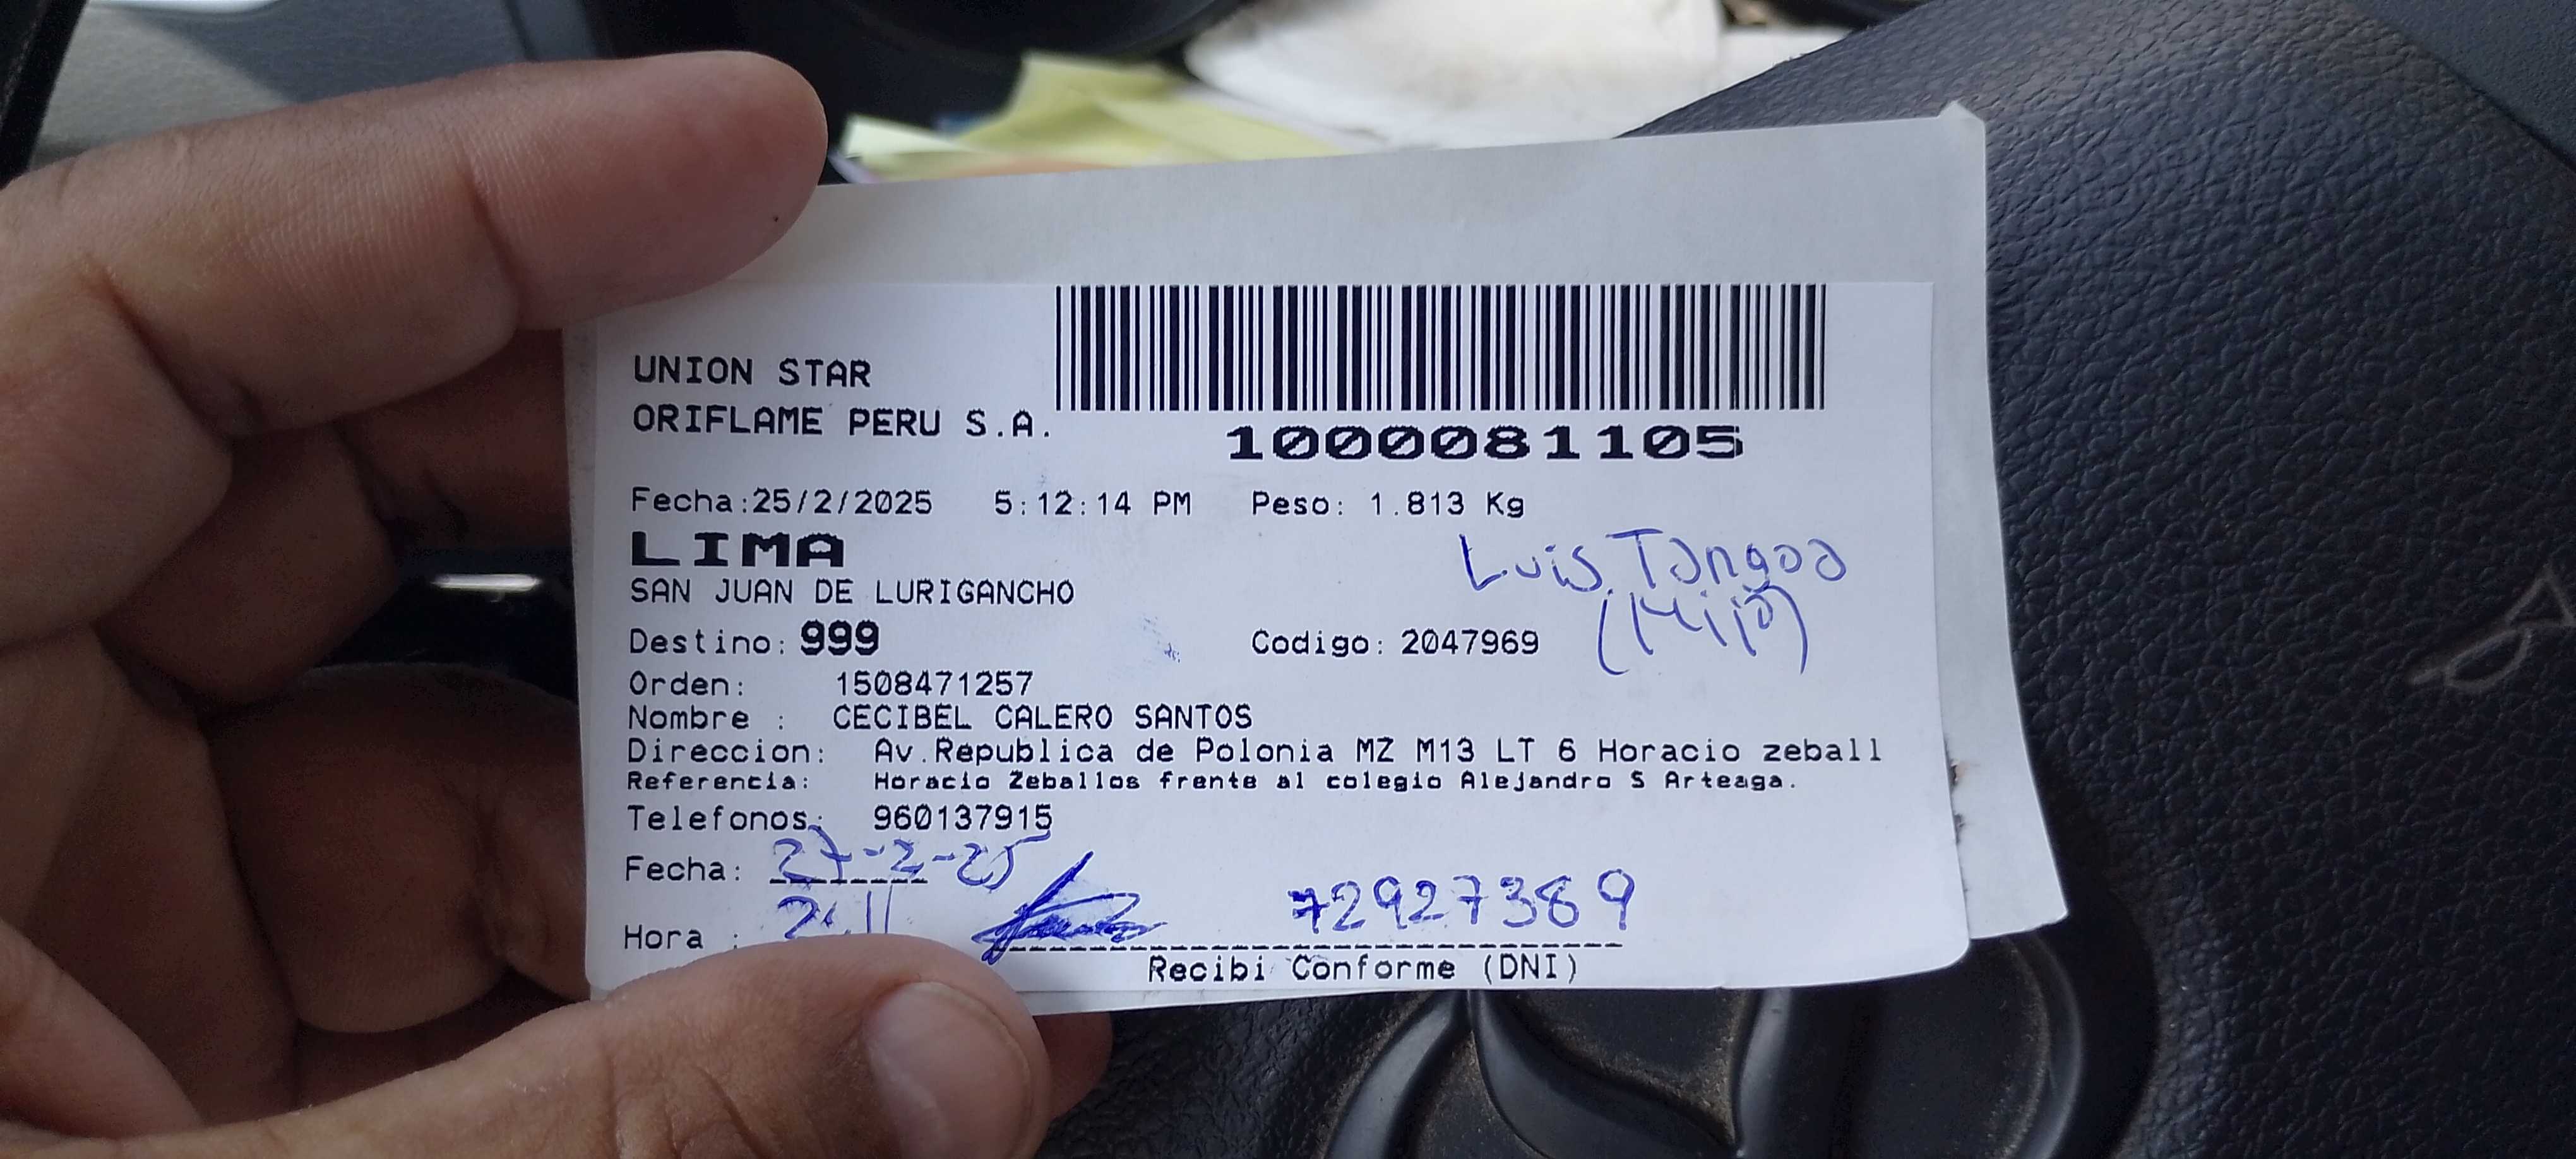 UNION STAR
ORIFLAME PERU S.A.
1000081105
Fecha:25/2/2025 5:12:14 PM Peso: 1.813 Kg
LIMA
Luis Tangoa
SAN JUAN DE LURIGANCHO
Destino: 999 Codigo: 2047969
Orden: 1508471257
Nombre : CECIBEL CALERO SANTOS
Direccion: Av.Republica de Polonia MZ M13 LT 6 Horacio zeball
Referencia: Horacio Zeballos frente al colegio Alejandro S Arteaga.
Telefonos: 960137915
Fecha: 27-2-25
Hora : 72927389
Recibi Conforme (DNI)